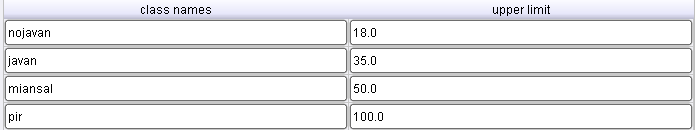 class names upper limit
nojavan 18.0
javan 35.0
miansal 50.0
pir 100.0